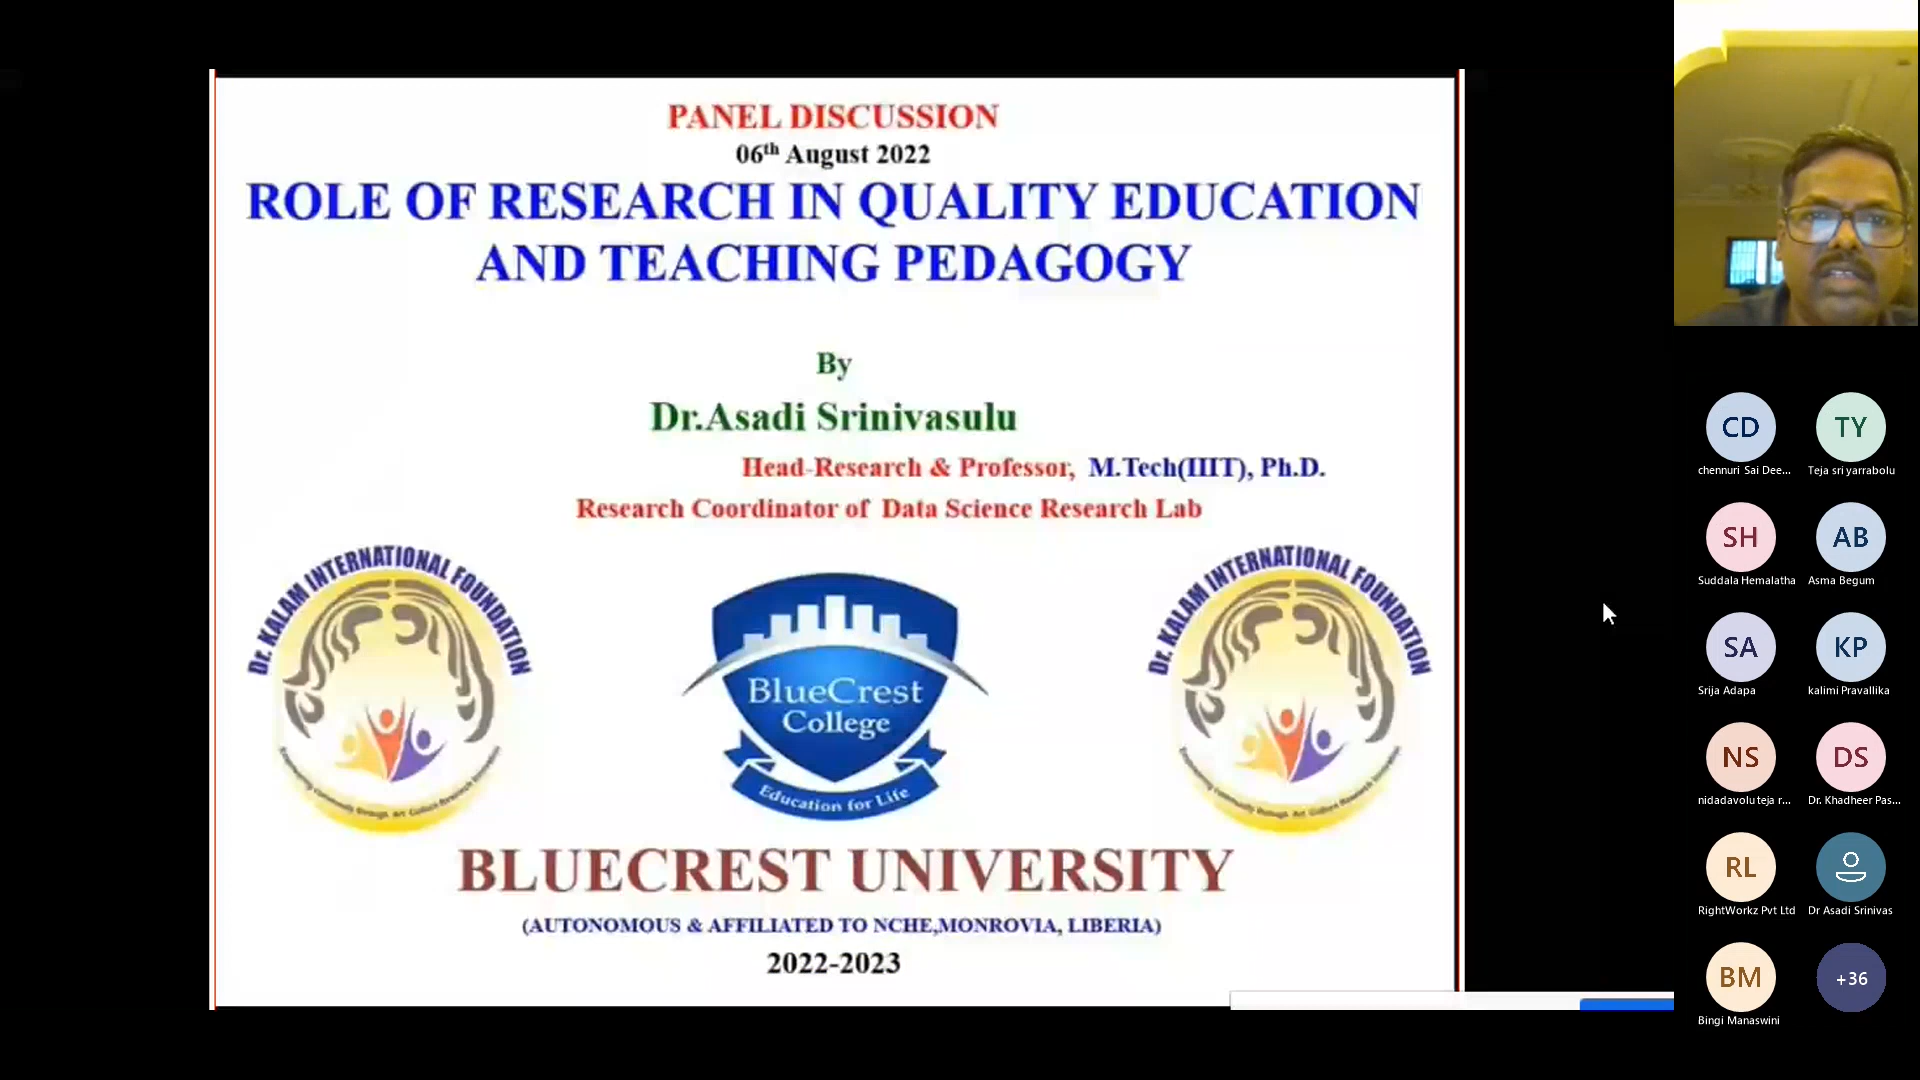 PANEL DISCUSSION
06th August 2022
ROLE OF RESEARCH IN QUALITY EDUCATION
AND TEACHING PEDAGOGY
By
Dr.Asadi Srinivasulu
Head-Research & Professor, M.Tech(IIIT), Ph.D.
Research Coordinator of Data Science Research Lab
Dr. KALAM INTERNATIONAL FOUNDATION
BlueCrest
College
Education for Life
Dr. KALAM INTERNATIONAL FOUNDATION
BLUECREST UNIVERSITY
(AUTONOMOUS & AFFILIATED TO NCHE,MONROVIA, LIBERIA)
2022-2023
CD
TY
chennuri Sai Dee...
Teja sri yarrabolu
SH
AB
Suddala Hemalatha
Asma Begum
SA
KP
Srija Adapa
kalimi Pravallika
NS
DS
nidadavolu teja r...
Dr. Khadheer Pas...
RL
RightWorkz Pvt Ltd
Dr Asadi Srinivas
BM
+36
Bingi Manaswini